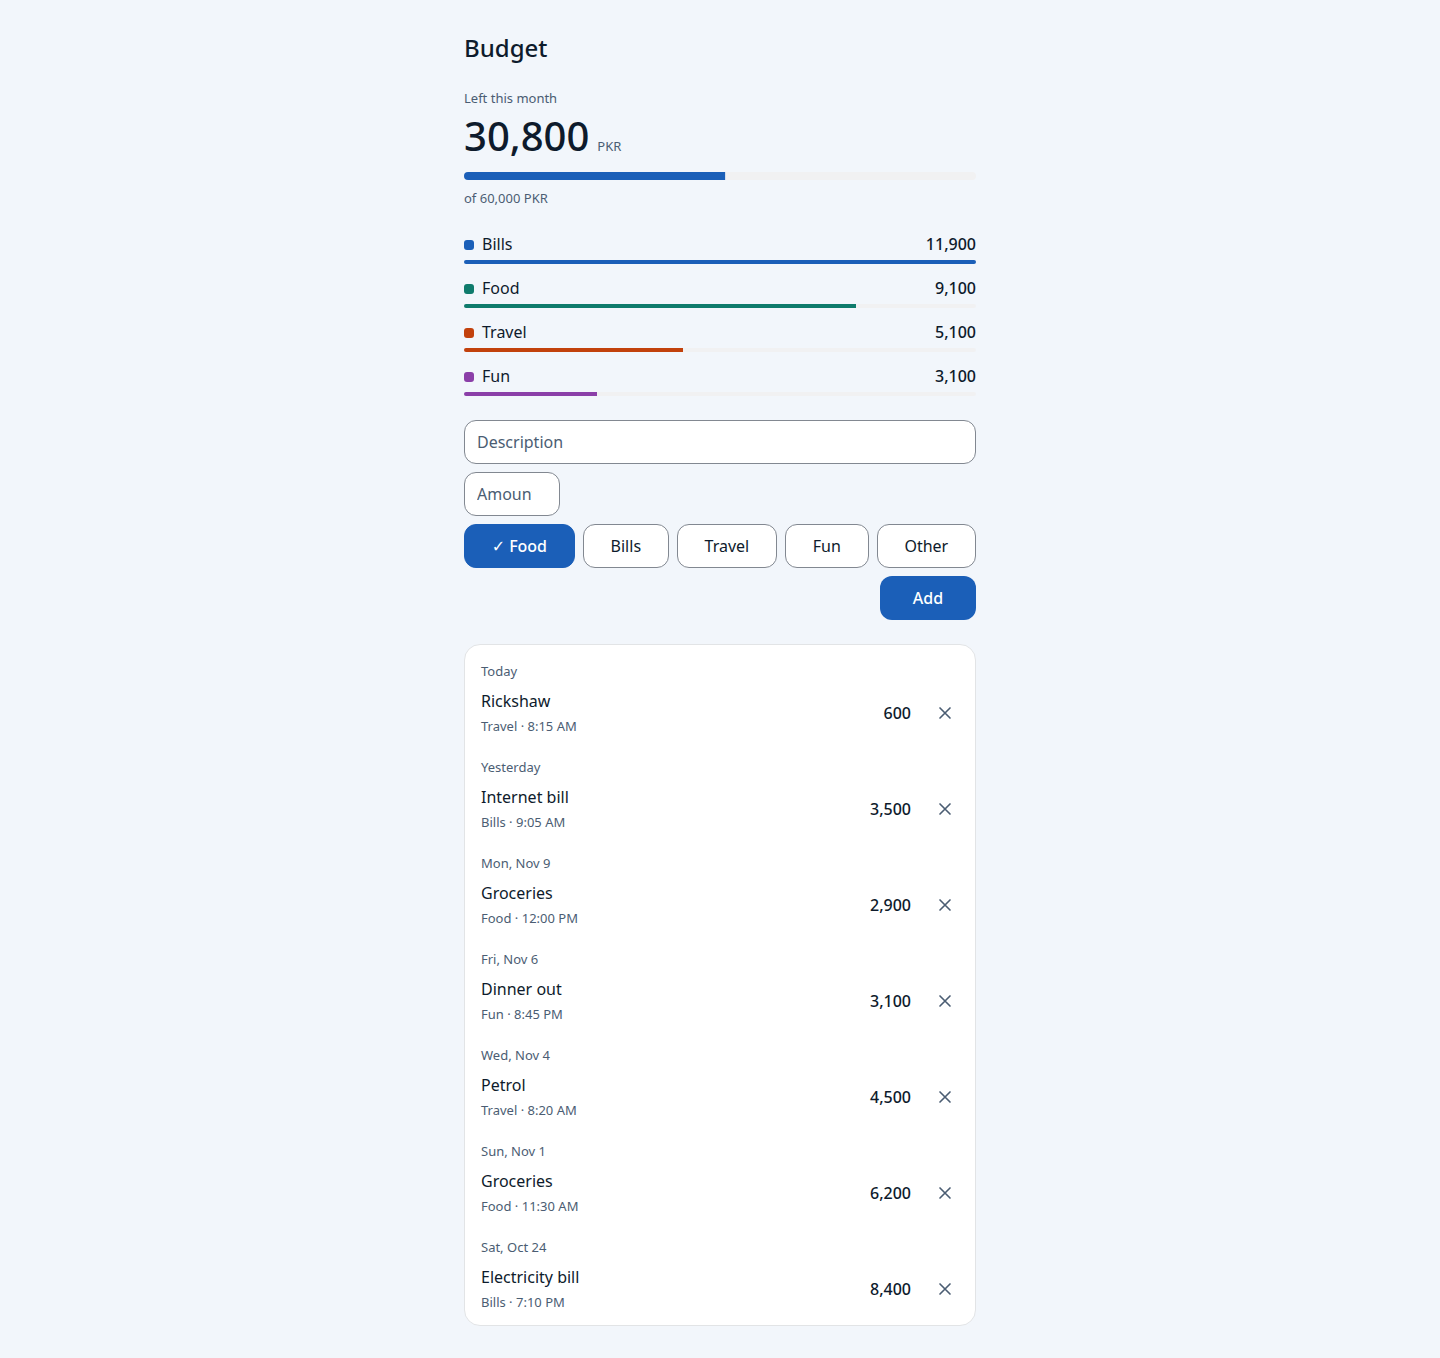 Budget
Left this month
30,800 PKR
of 60,000 PKR
Bills 11,900
Food 9,100
Travel 5,100
Fun 3,100
Description
Amoun
✓ Food Bills Travel Fun Other
Add
Today
Rickshaw
600
Travel · 8:15 AM
Yesterday
Internet bill
3,500
Bills · 9:05 AM
Mon, Nov 9
Groceries
2,900
Food · 12:00 PM
Fri, Nov 6
Dinner out
3,100
Fun · 8:45 PM
Wed, Nov 4
Petrol
4,500
Travel · 8:20 AM
Sun, Nov 1
Groceries
6,200
Food · 11:30 AM
Sat, Oct 24
Electricity bill
8,400
Bills · 7:10 PM